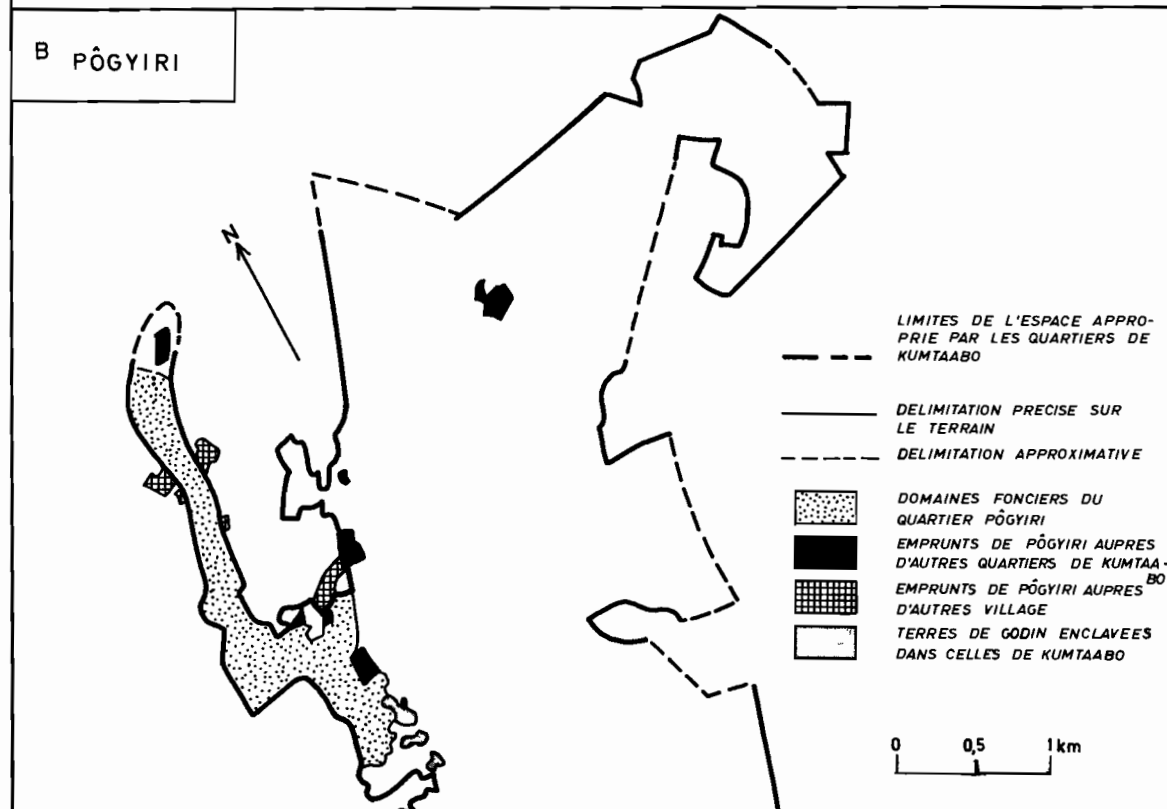 B PÔGYIRI
N
LIMITES DE L'ESPACE APPRO-
PRIE PAR LES QUARTIERS DE
KUMTAABO
DELIMITATION PRECISE SUR
LE TERRAIN
DELIMITATION APPROXIMATIVE
DOMAINES FONCIERS DU
QUARTIER PÔGYIRI
EMPRUNTS DE PÔGYIRI AUPRES
D'AUTRES QUARTIERS DE KUMTAA-
BO
EMPRUNTS DE PÔGYIRI AUPRES
D'AUTRES VILLAGE
TERRES DE GODIN ENCLAVEES
DANS CELLES DE KUMTAABO
0 0,5 1 km